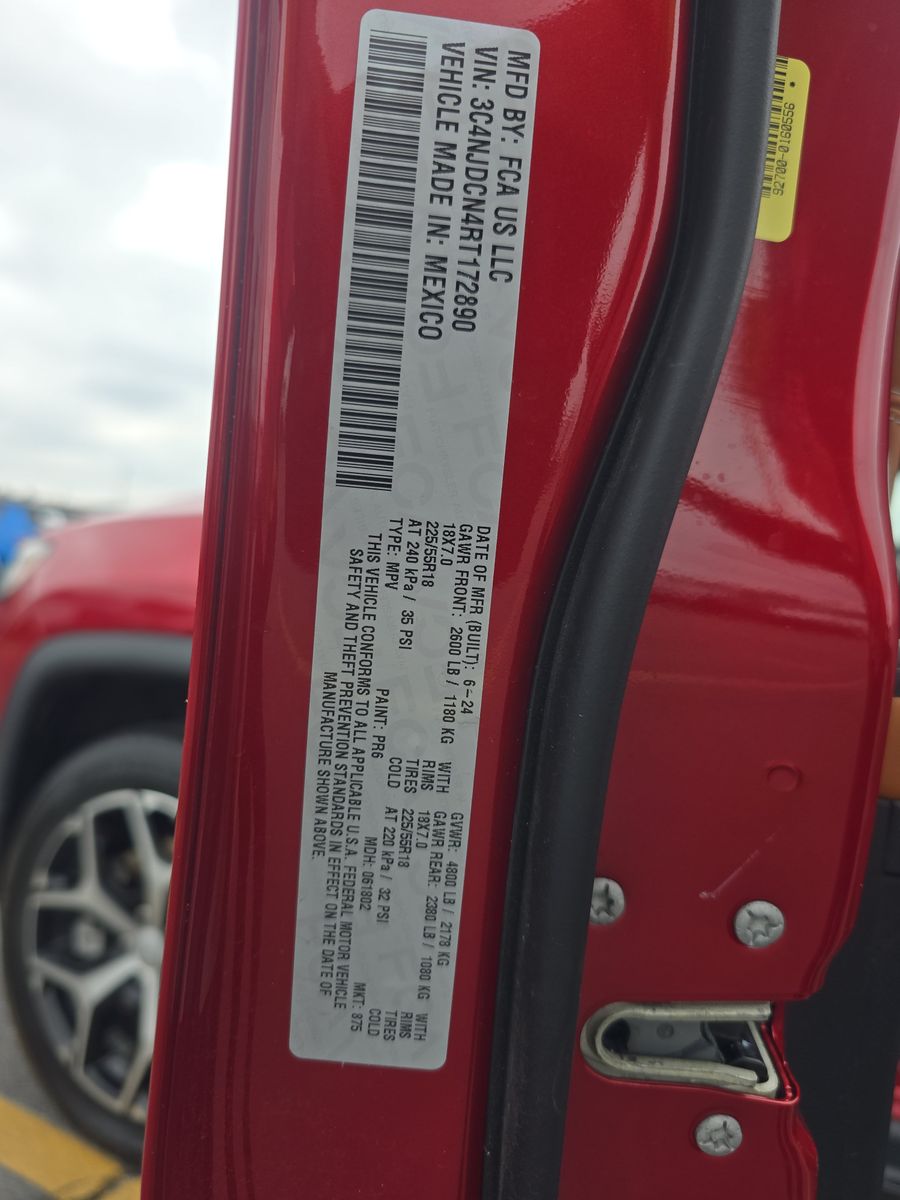 MFD BY: FCA US LLC
VIN: 3C4NJDCN4RT172890
VEHICLE MADE IN: MEXICO
DATE OF MFR (BUILT): 6-24 GVWR: 4800 LB / 2178 KG
GAWR FRONT: 2600 LB / 1180 KG WITH GAWR REAR: 2380 LB / 1080 KG WITH
18X7.0 RIMS 18X7.0 RIMS
225/55R18 TIRES 225/55R18 TIRES
AT 240 kPa / 35 PSI COLD AT 220 kPa / 32 PSI COLD
TYPE: MPV PAINT: PR6 MDH: 061802 MKT: 875
THIS VEHICLE CONFORMS TO ALL APPLICABLE U.S.A. FEDERAL MOTOR VEHICLE
SAFETY AND THEFT PREVENTION STANDARDS IN EFFECT ON THE DATE OF
MANUFACTURE SHOWN ABOVE.
92700-0160556